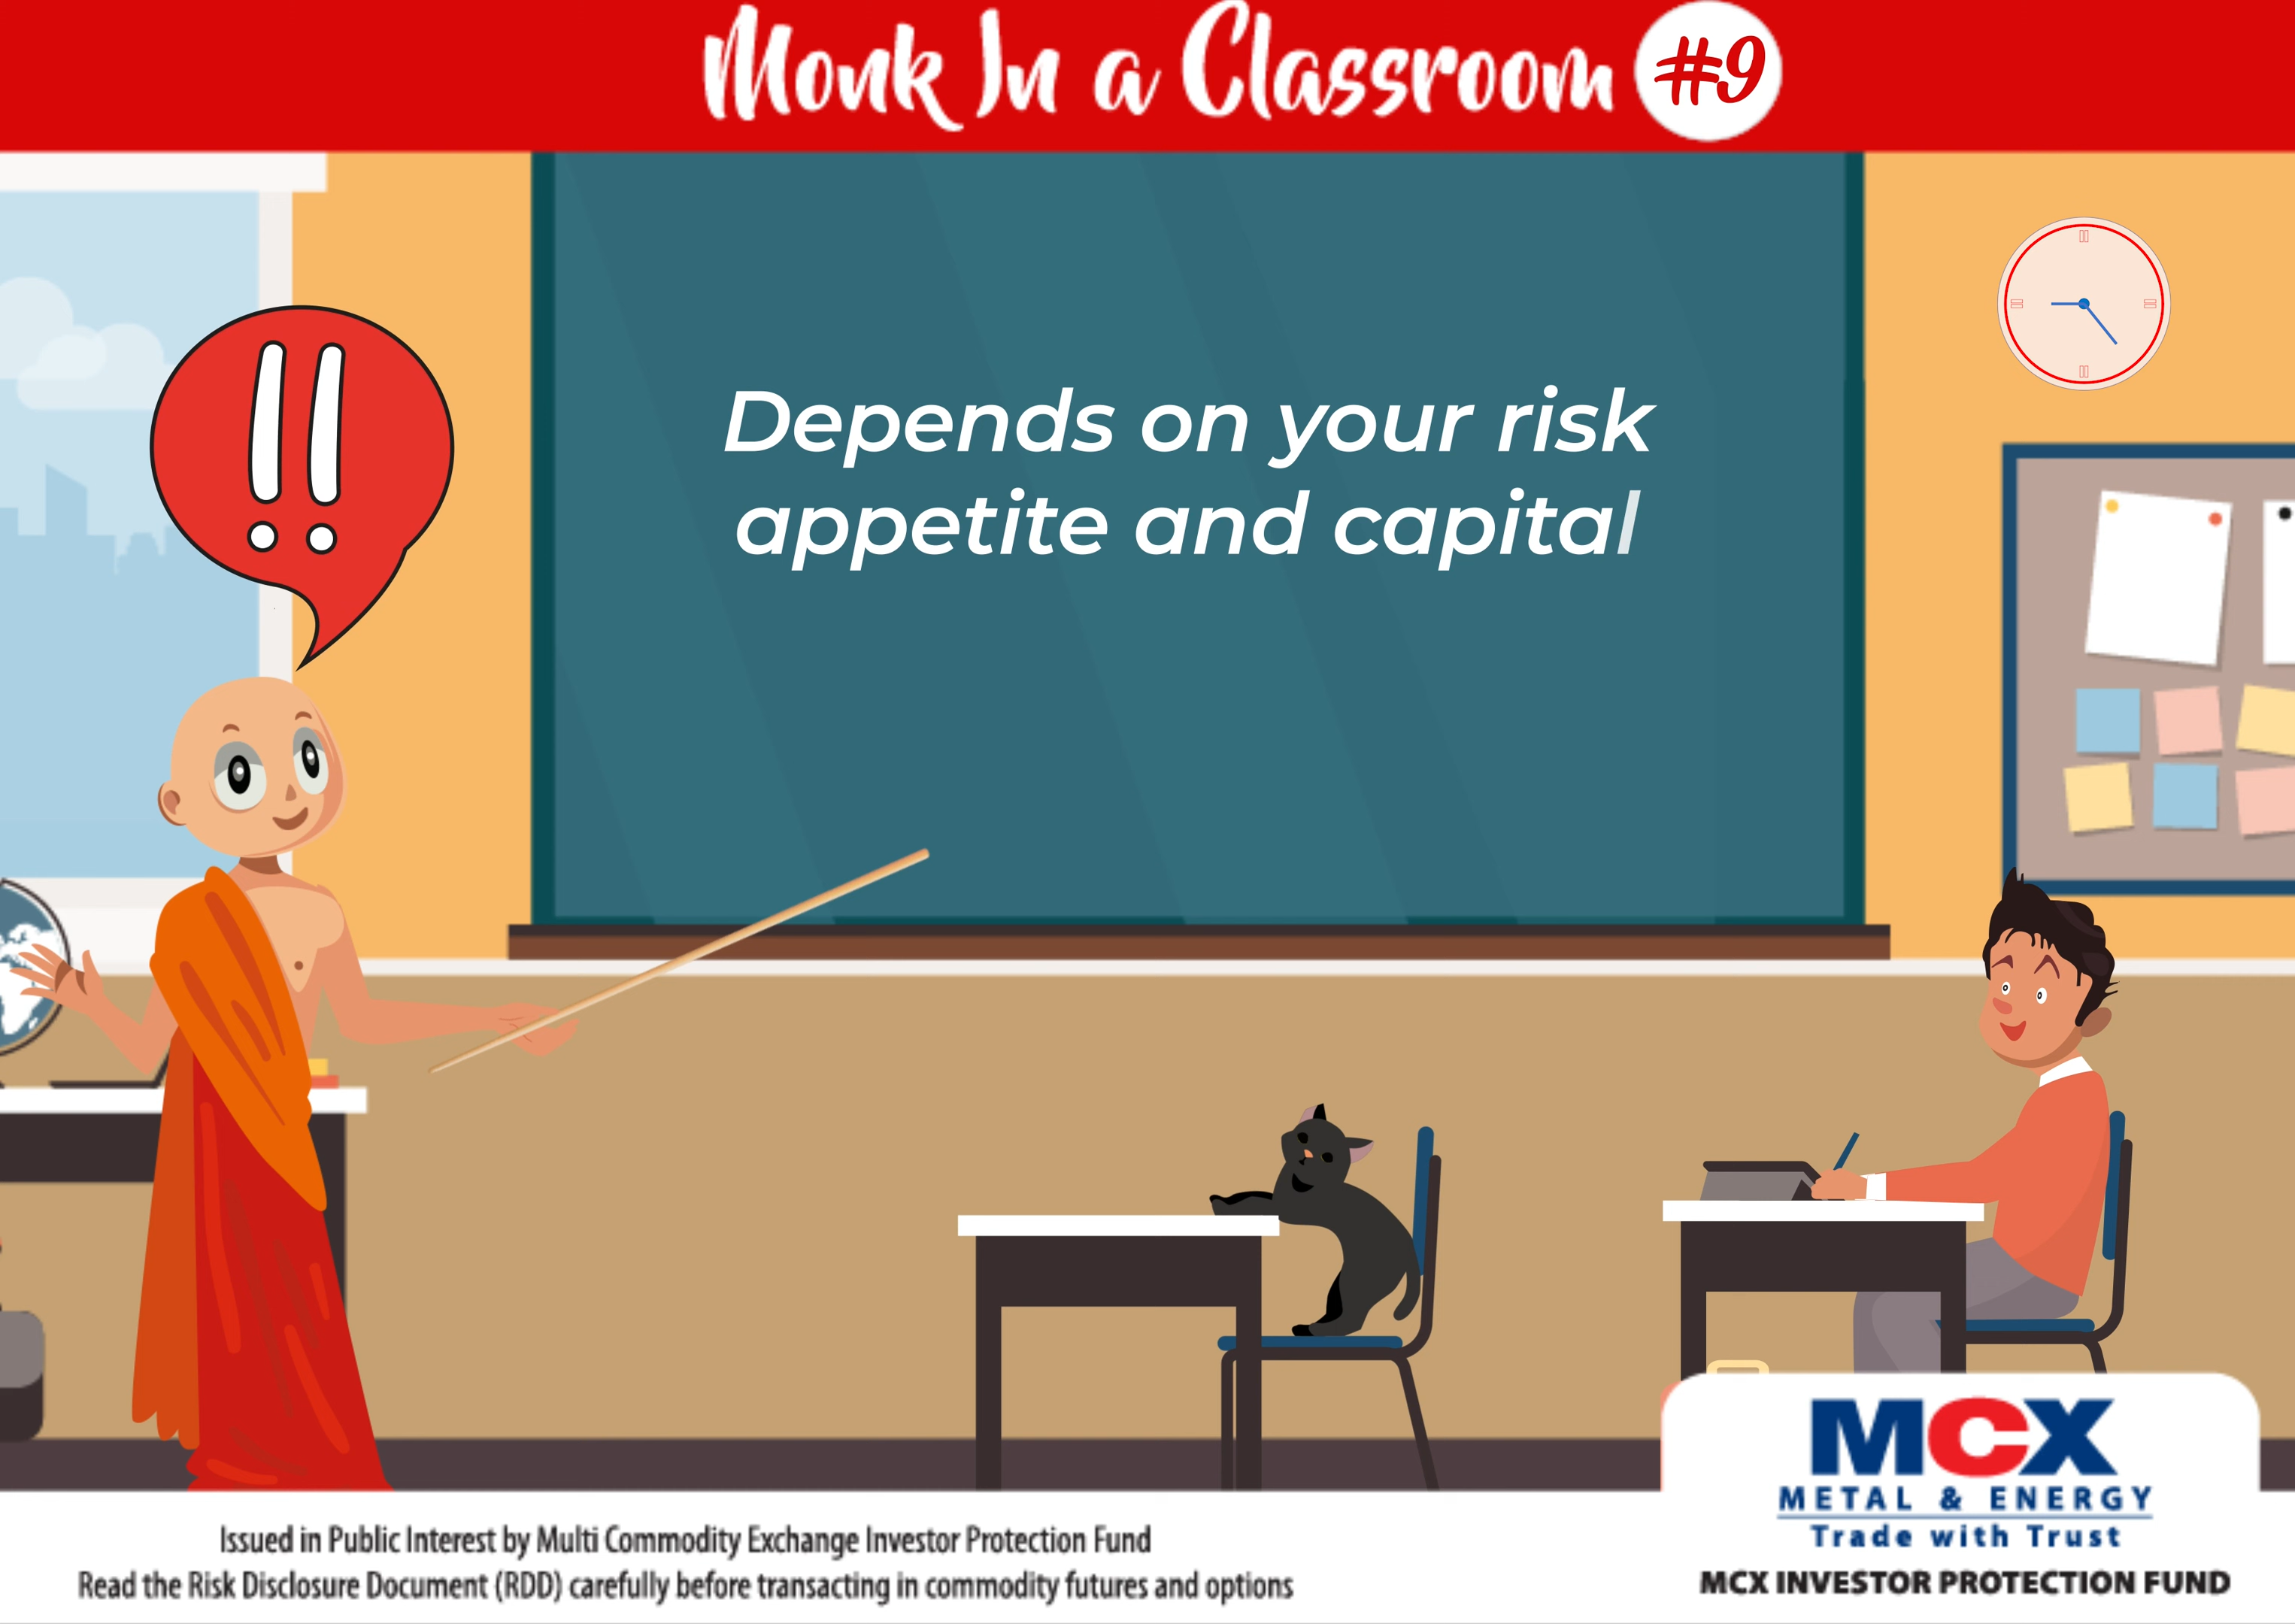 Monk In a Classroom #9
!!
Depends on your risk
appetite and capital
MCX
METAL & ENERGY
Trade with Trust
MCX INVESTOR PROTECTION FUND
Issued in Public Interest by Multi Commodity Exchange Investor Protection Fund
Read the Risk Disclosure Document (RDD) carefully before transacting in commodity futures and options